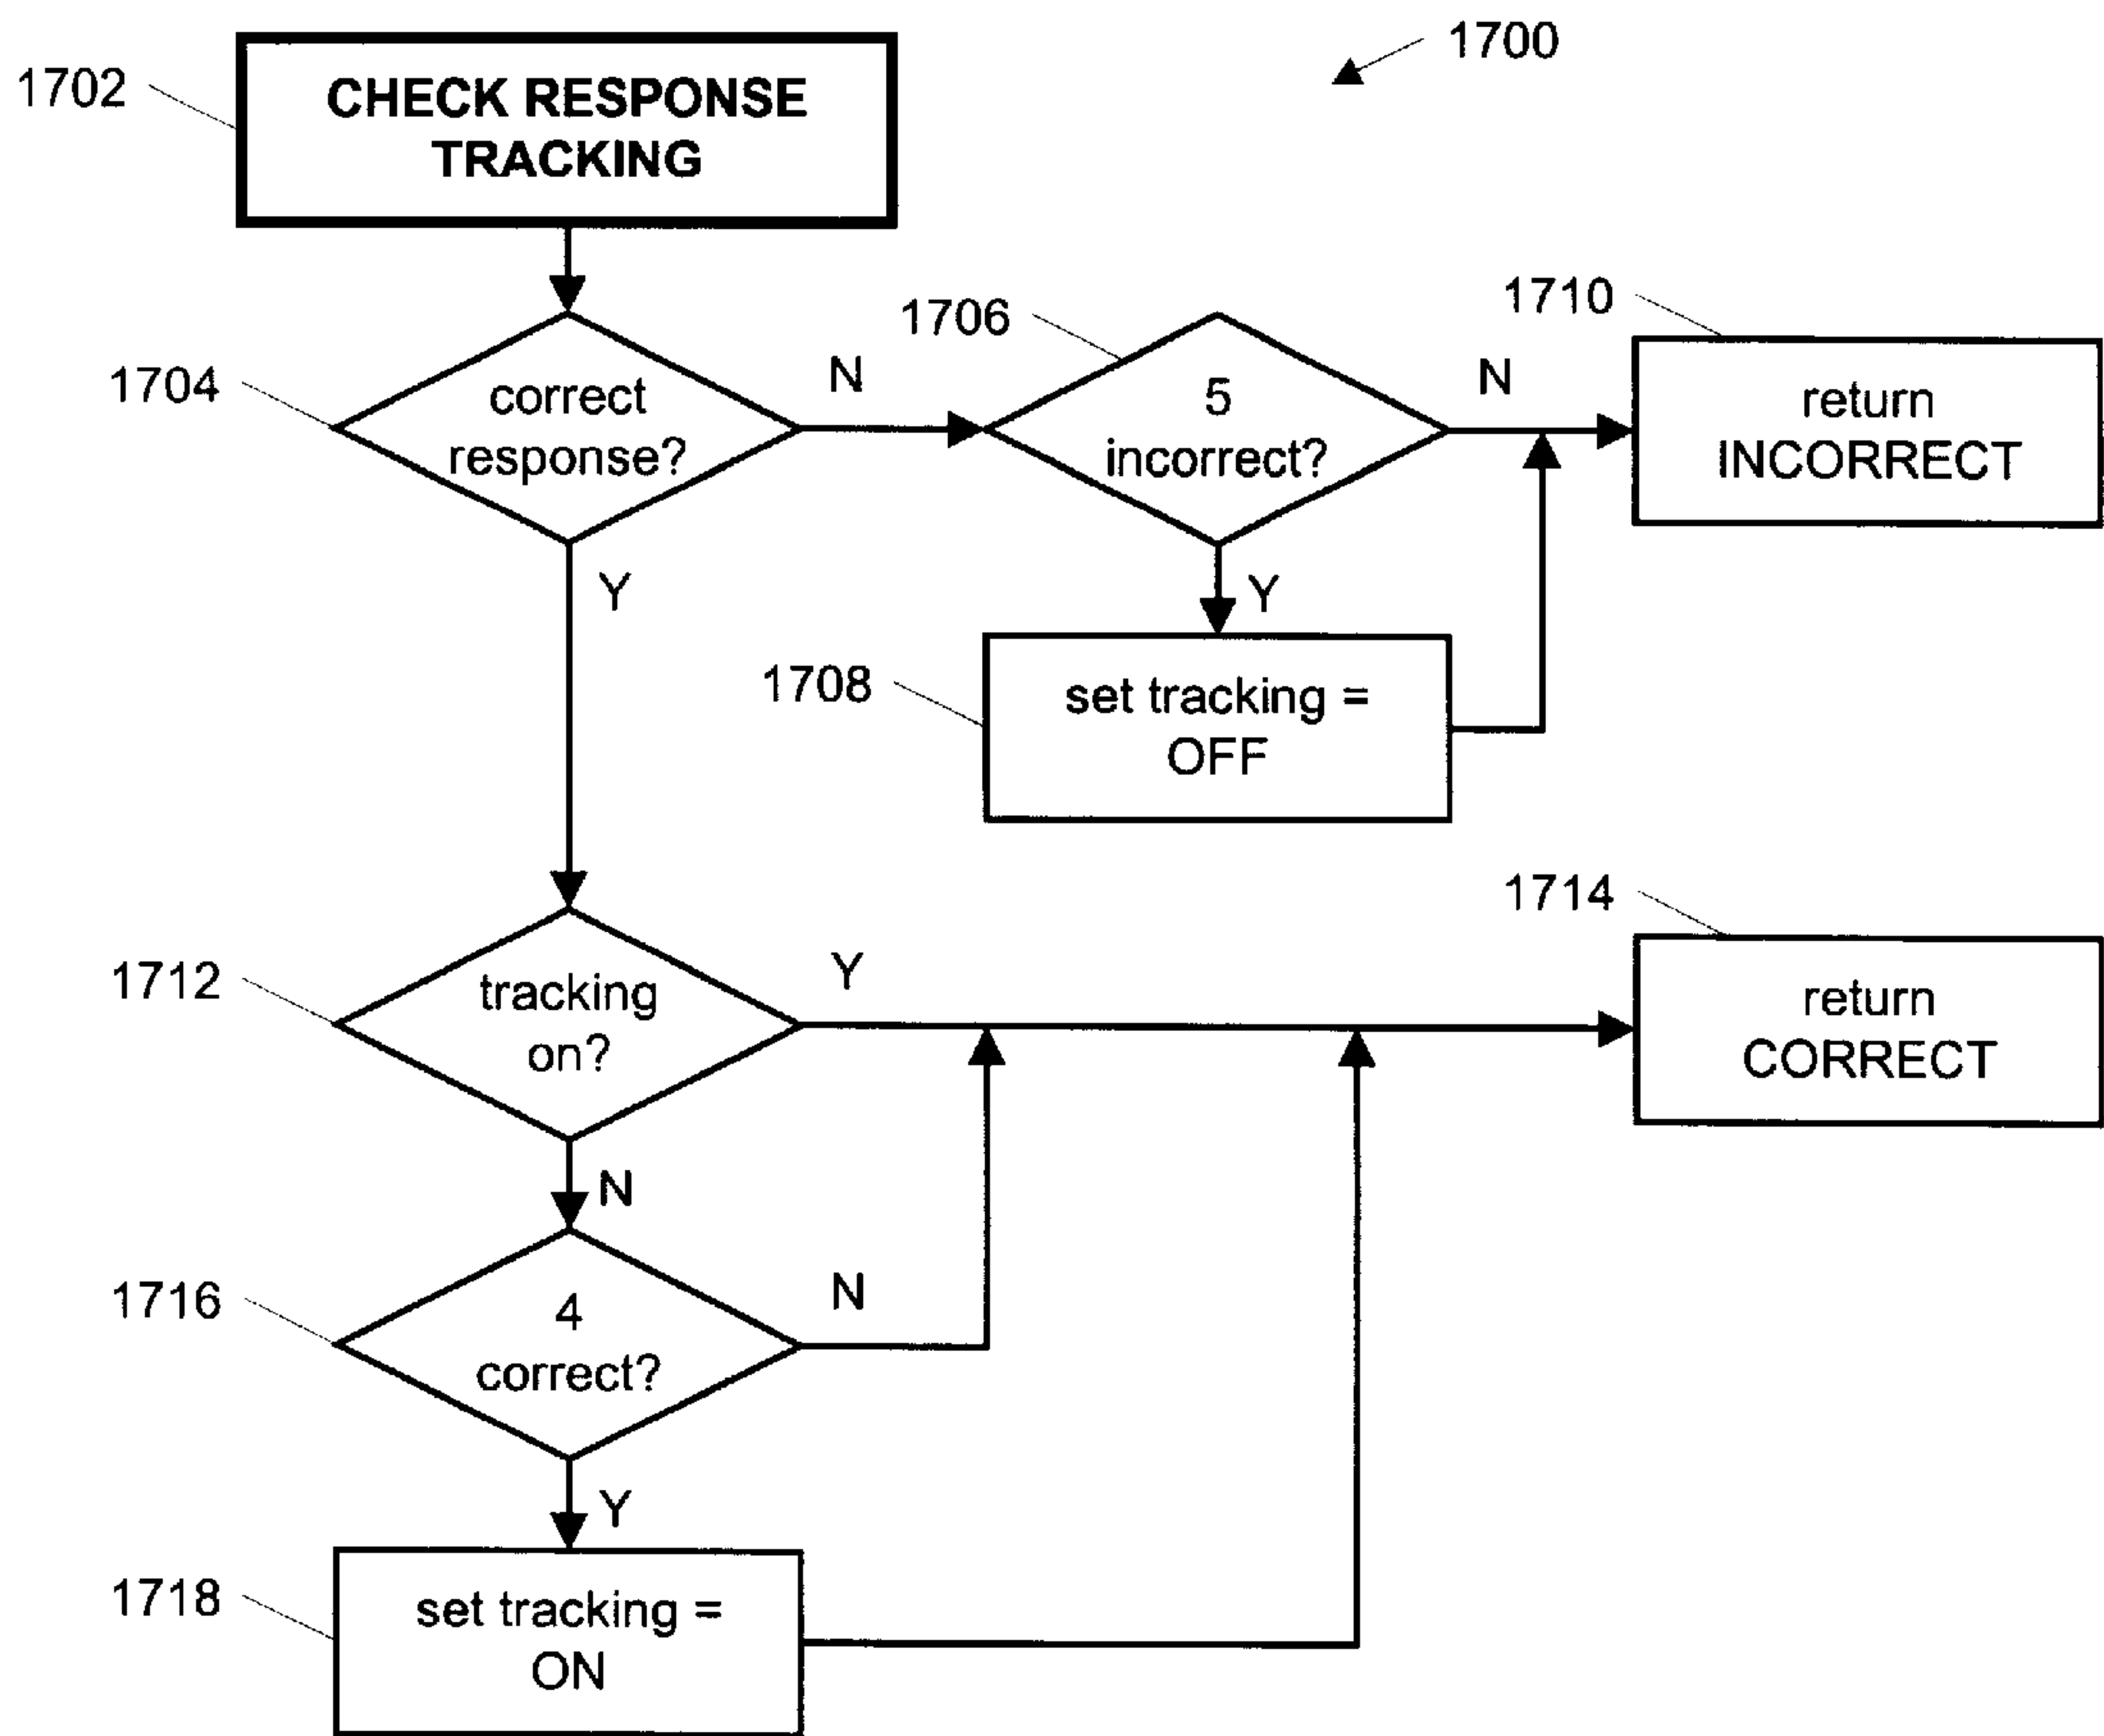 1700
1702
CHECK RESPONSE
TRACKING
1704
correct
response?
N
Y
1706
5
incorrect?
N
Y
1710
return
INCORRECT
1708
set tracking =
OFF
1712
tracking
on?
Y
N
1714
return
CORRECT
1716
4
correct?
N
Y
1718
set tracking =
ON